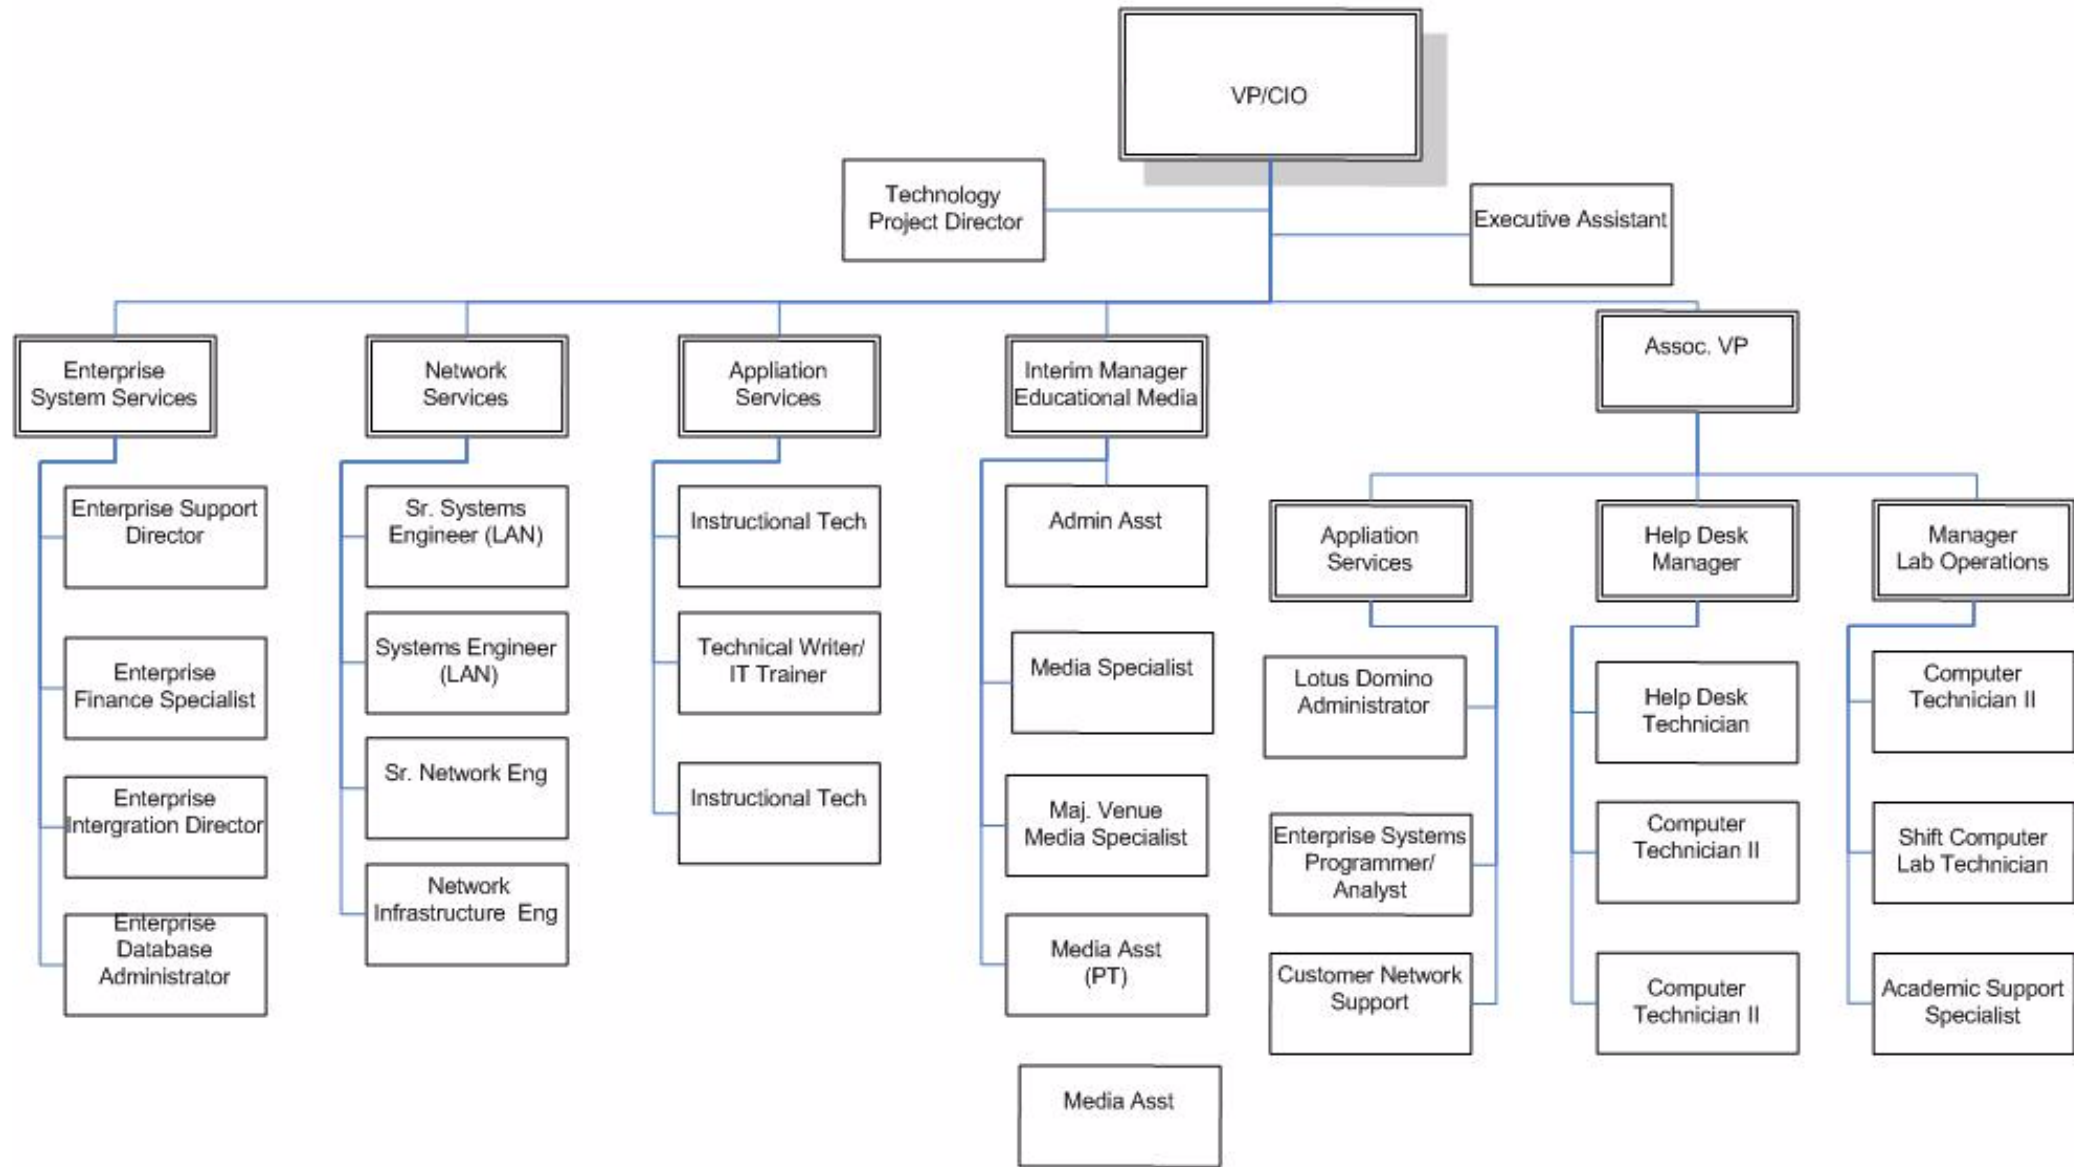 VP/CIO
Technology
Project Director
Executive Assistant
Enterprise
System Services
Network
Services
Appliation
Services
Interim Manager
Educational Media
Assoc. VP
Enterprise Support
Director
Enterprise
Finance Specialist
Enterprise
Intergration Director
Enterprise
Database
Administrator
Sr. Systems
Engineer (LAN)
Systems Engineer
(LAN)
Sr. Network Eng
Network
Infrastructure Eng
Instructional Tech
Technical Writer/
IT Trainer
Instructional Tech
Admin Asst
Media Specialist
Maj. Venue
Media Specialist
Media Asst
(PT)
Media Asst
Appliation
Services
Lotus Domino
Administrator
Enterprise Systems
Programmer/
Analyst
Customer Network
Support
Help Desk
Manager
Help Desk
Technician
Computer
Technician II
Computer
Technician II
Manager
Lab Operations
Computer
Technician II
Shift Computer
Lab Technician
Academic Support
Specialist